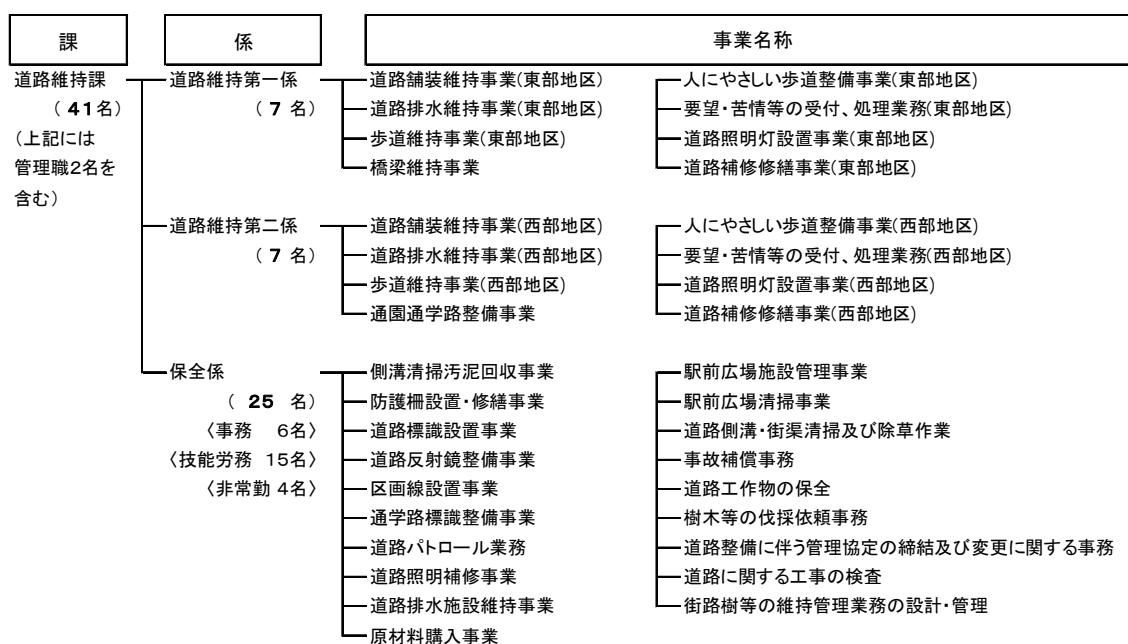 課
係
事業名称
道路維持課
( 41名)
(上記には
管理職2名を
含む)
道路維持第一係
( 7 名)
道路舗装維持事業(東部地区)
道路排水維持事業(東部地区)
歩道維持事業(東部地区)
橋梁維持事業
人にやさしい歩道整備事業(東部地区)
要望・苦情等の受付、処理業務(東部地区)
道路照明灯設置事業(東部地区)
道路補修修繕事業(東部地区)
道路維持第二係
( 7 名)
道路舗装維持事業(西部地区)
道路排水維持事業(西部地区)
歩道維持事業(西部地区)
通園通学路整備事業
人にやさしい歩道整備事業(西部地区)
要望・苦情等の受付、処理業務(西部地区)
道路照明灯設置事業(西部地区)
道路補修修繕事業(西部地区)
保全係
( 25 名)
〈事務 6名〉
〈技能労務 15名〉
〈非常勤 4名〉
側溝清掃汚泥回収事業
防護柵設置・修繕事業
道路標識設置事業
道路反射鏡整備事業
区画線設置事業
通学路標識整備事業
道路パトロール業務
道路照明補修事業
道路排水施設維持事業
原材料購入事業
駅前広場施設管理事業
駅前広場清掃事業
道路側溝・街渠清掃及び除草作業
事故補償事務
道路工作物の保全
樹木等の伐採依頼事務
道路整備に伴う管理協定の締結及び変更に関する事務
道路に関する工事の検査
街路樹等の維持管理業務の設計・管理